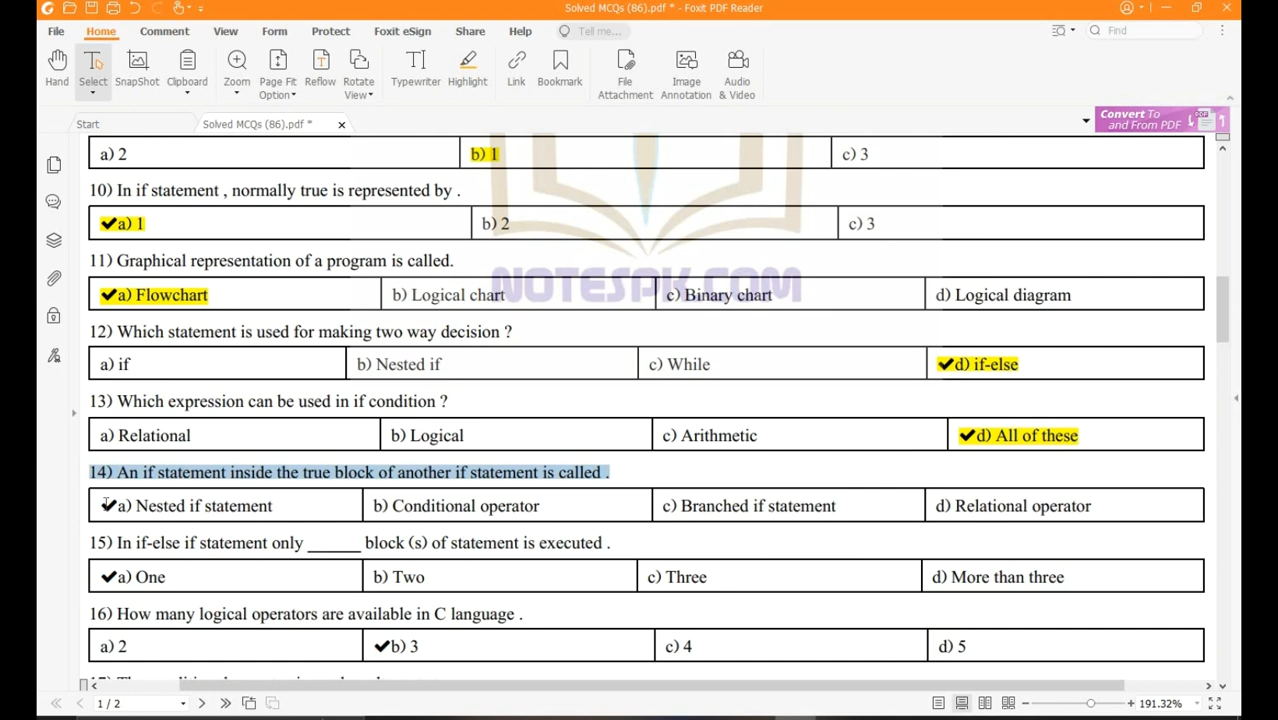 Solved MCQs (86).pdf * - Foxit PDF Reader
File Home Comment View Form Protect Foxit eSign Share Help Tell me... Find
Hand Select SnapShot Clipboard Zoom Page Fit Option Reflow Rotate View Typewriter Highlight Link Bookmark File Attachment Image Annotation Audio & Video
Start Solved MCQs (86).pdf * Convert To and From PDF
a) 2 b) 1 c) 3
10) In if statement , normally true is represented by .
✔a) 1 b) 2 c) 3
11) Graphical representation of a program is called.
✔a) Flowchart b) Logical chart c) Binary chart d) Logical diagram
NOTESPK.COM
12) Which statement is used for making two way decision ?
a) if b) Nested if c) While ✔d) if-else
13) Which expression can be used in if condition ?
a) Relational b) Logical c) Arithmetic ✔d) All of these
14) An if statement inside the true block of another if statement is called .
✔a) Nested if statement b) Conditional operator c) Branched if statement d) Relational operator
15) In if-else if statement only ______ block (s) of statement is executed .
✔a) One b) Two c) Three d) More than three
16) How many logical operators are available in C language .
a) 2 ✔b) 3 c) 4 d) 5
1 / 2 191.32%